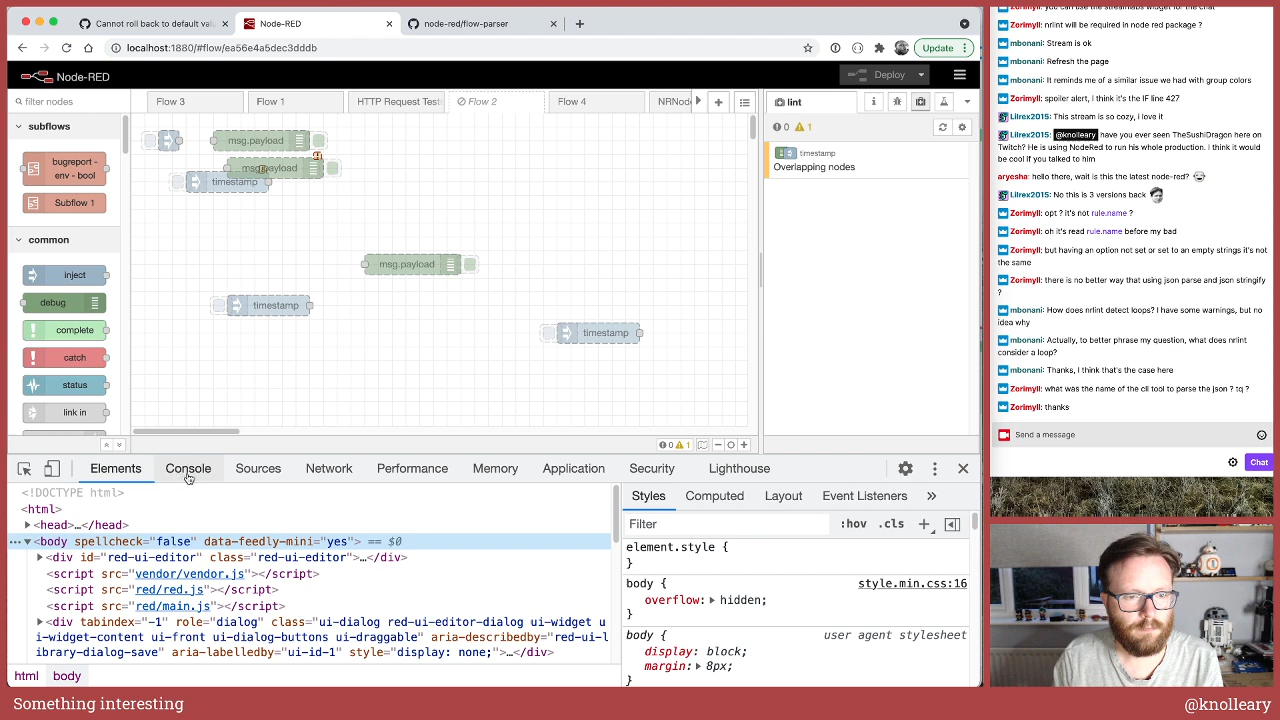 Cannot roll back to default valu
Node-RED
node-red/flow-parser
localhost:1880/#flow/ea56e4a5dec3dddb
Update
Node-RED
Deploy
filter nodes
Flow 3
Flow 1
HTTP Request Test
Flow 2
Flow 4
NRNode
lint
i
subflows
bugreport -
env - bool
Subflow 1
common
inject
debug
complete
catch
status
link in
msg.payload
msg.payload
timestamp
msg.payload
timestamp
timestamp
0 1
0 1
timestamp
Overlapping nodes
Elements
Console
Sources
Network
Performance
Memory
Application
Security
Lighthouse
<!DOCTYPE html>
<html>
<head>…</head>
<body spellcheck="false" data-feedly-mini="yes"> == $0
<div id="red-ui-editor" class="red-ui-editor">…</div>
<script src="vendor/vendor.js"></script>
<script src="red/red.js"></script>
<script src="red/main.js"></script>
<div tabindex="-1" role="dialog" class="ui-dialog red-ui-editor-dialog ui-widget u
i-widget-content ui-front ui-dialog-buttons ui-draggable" aria-describedby="red-ui-l
ibrary-dialog-save" aria-labelledby="ui-id-1" style="display: none;">…</div>
html body
Styles
Computed
Layout
Event Listeners
»
Filter
:hov .cls +
element.style {
}
body { style.min.css:16
overflow: hidden;
}
body { user agent stylesheet
display: block;
margin: 8px;
}
Zorimyll: nrlint will be required in node red package ?
mbonani: Stream is ok
mbonani: Refresh the page
mbonani: It reminds me of a similar issue we had with group colors
Zorimyll: spoiler alert, I think it's the IF line 427
Lilrex2015: This stream is so cozy, i love it
Lilrex2015: @knolleary have you ever seen TheSushiDragon here on
Twitch? He is using NodeRed to run his whole production. I think it would
be cool if you talked to him
aryesha: hello there, wait is this the latest node-red?
Lilrex2015: No this is 3 versions back
Zorimyll: opt ? it's not rule.name ?
Zorimyll: oh it's read rule.name before my bad
Zorimyll: but having an option not set or set to an empty strings it's not
the same
Zorimyll: there is no better way that using json parse and json stringify
?
mbonani: How does nrlint detect loops? I have some warnings, but no
idea why
mbonani: Actually, to better phrase my question, what does nrlint
consider a loop?
mbonani: Thanks, I think that's the case here
Zorimyll: what was the name of the cli tool to parse the json ? tq ?
Zorimyll: thanks
Send a message
Chat
Something interesting
@knolleary